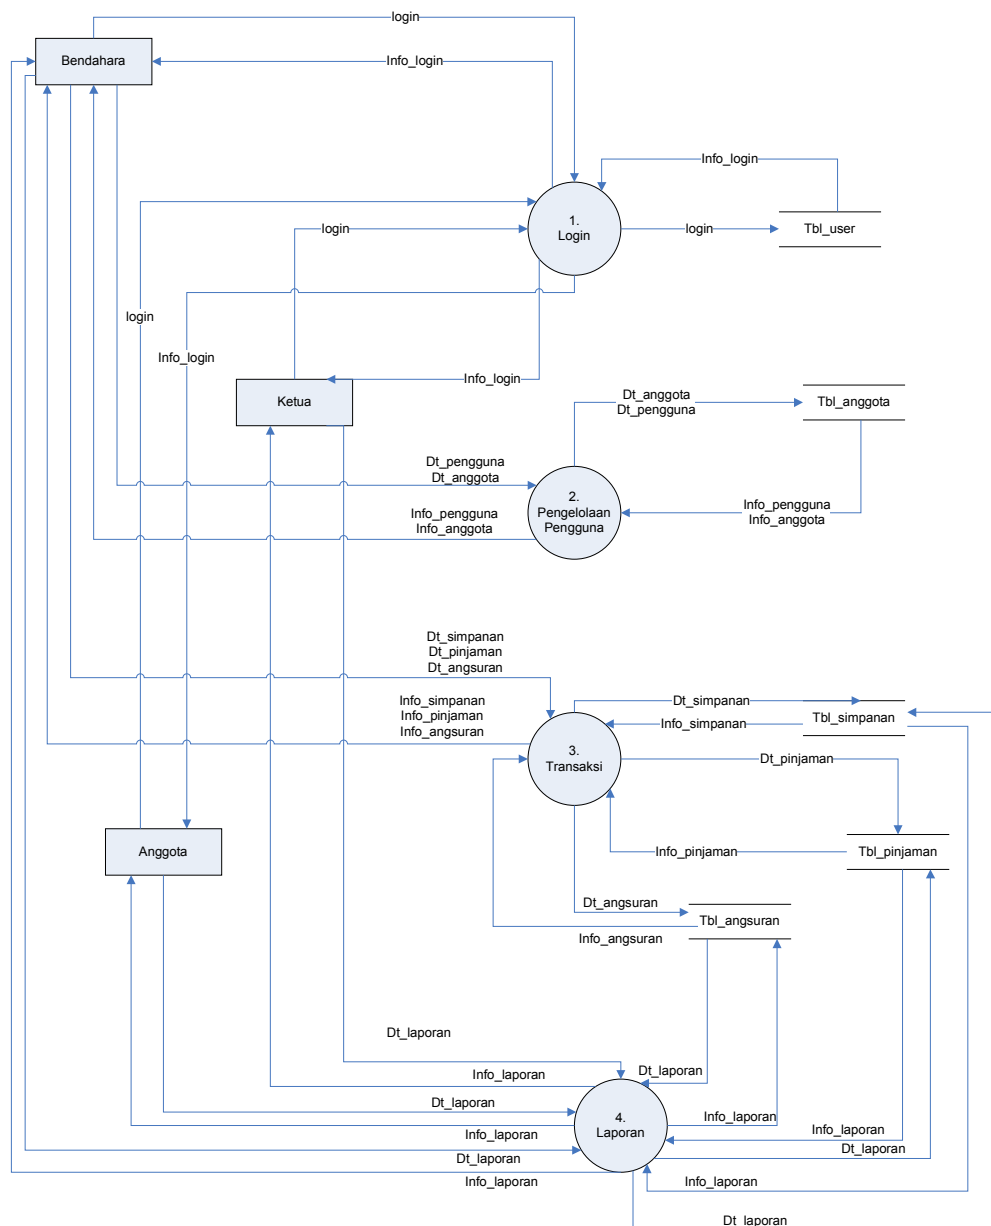 login
Bendahara
Info_login
Info_login
1.
Login
login
login
Tbl_user
login
Info_login
Info_login
Ketua
Dt_anggota
Dt_pengguna
Tbl_anggota
Dt_pengguna
Dt_anggota
2.
Pengelolaan
Pengguna
Info_pengguna
Info_anggota
Info_pengguna
Info_anggota
Dt_simpanan
Dt_pinjaman
Dt_angsuran
Info_simpanan
Info_pinjaman
Info_angsuran
Dt_simpanan
Info_simpanan
Tbl_simpanan
3.
Transaksi
Dt_pinjaman
Anggota
Info_pinjaman
Tbl_pinjaman
Dt_angsuran
Tbl_angsuran
Info_angsuran
Dt_laporan
Info_laporan
Dt_laporan
Dt_laporan
4.
Laporan
Info_laporan
Info_laporan
Info_laporan
Dt_laporan
Dt_laporan
Info_laporan
Info_laporan
Dt_laporan